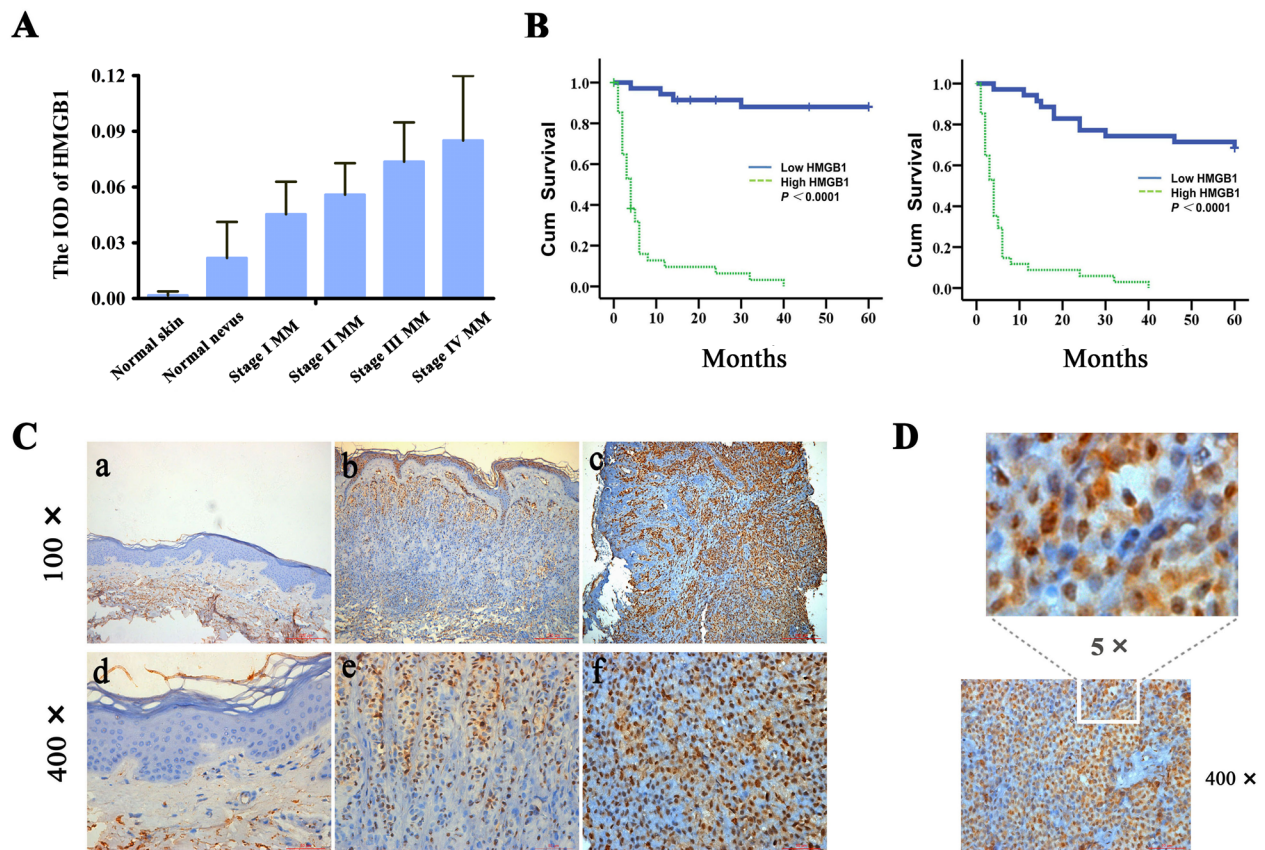 A
The IOD of HMGB1
0.12
0.09
0.06
0.03
0.00
Normal skin
Normal nevus
Stage I MM
Stage II MM
Stage III MM
Stage IV MM
B
Cum Survival
1.0
0.8
0.6
0.4
0.2
0.0
Low HMGB1
High HMGB1
P < 0.0001
0 10 20 30 40 50 60
Months
Cum Survival
1.0
0.8
0.6
0.4
0.2
0.0
Low HMGB1
High HMGB1
P < 0.0001
0 10 20 30 40 50 60
Months
C
100 ×
a
b
c
400 ×
d
e
f
D
5 ×
400 ×